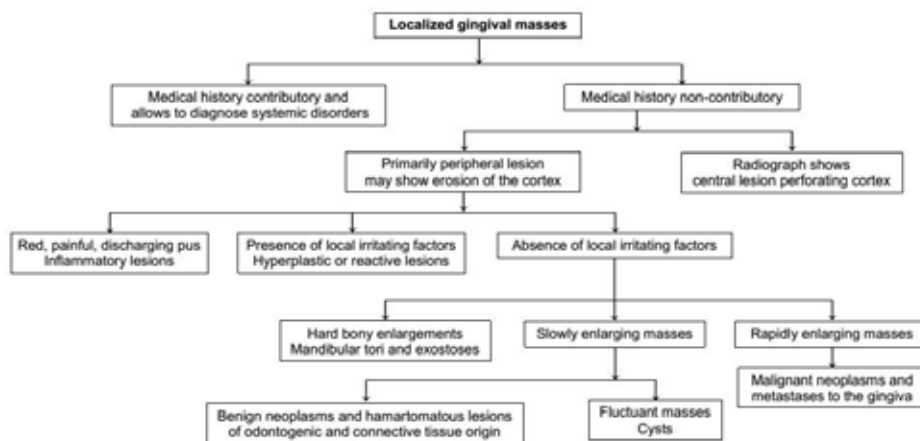 Localized gingival masses
Medical history contributory and
allows to diagnose systemic disorders
Medical history non-contributory
Primarily peripheral lesion
may show erosion of the cortex
Radiograph shows
central lesion perforating cortex
Red, painful, discharging pus
Inflammatory lesions
Presence of local irritating factors
Hyperplastic or reactive lesions
Absence of local irritating factors
Hard bony enlargements
Mandibular tori and exostoses
Slowly enlarging masses
Rapidly enlarging masses
Malignant neoplasms and
metastases to the gingiva
Benign neoplasms and hamartomatous lesions
of odontogenic and connective tissue origin
Fluctuant masses
Cysts